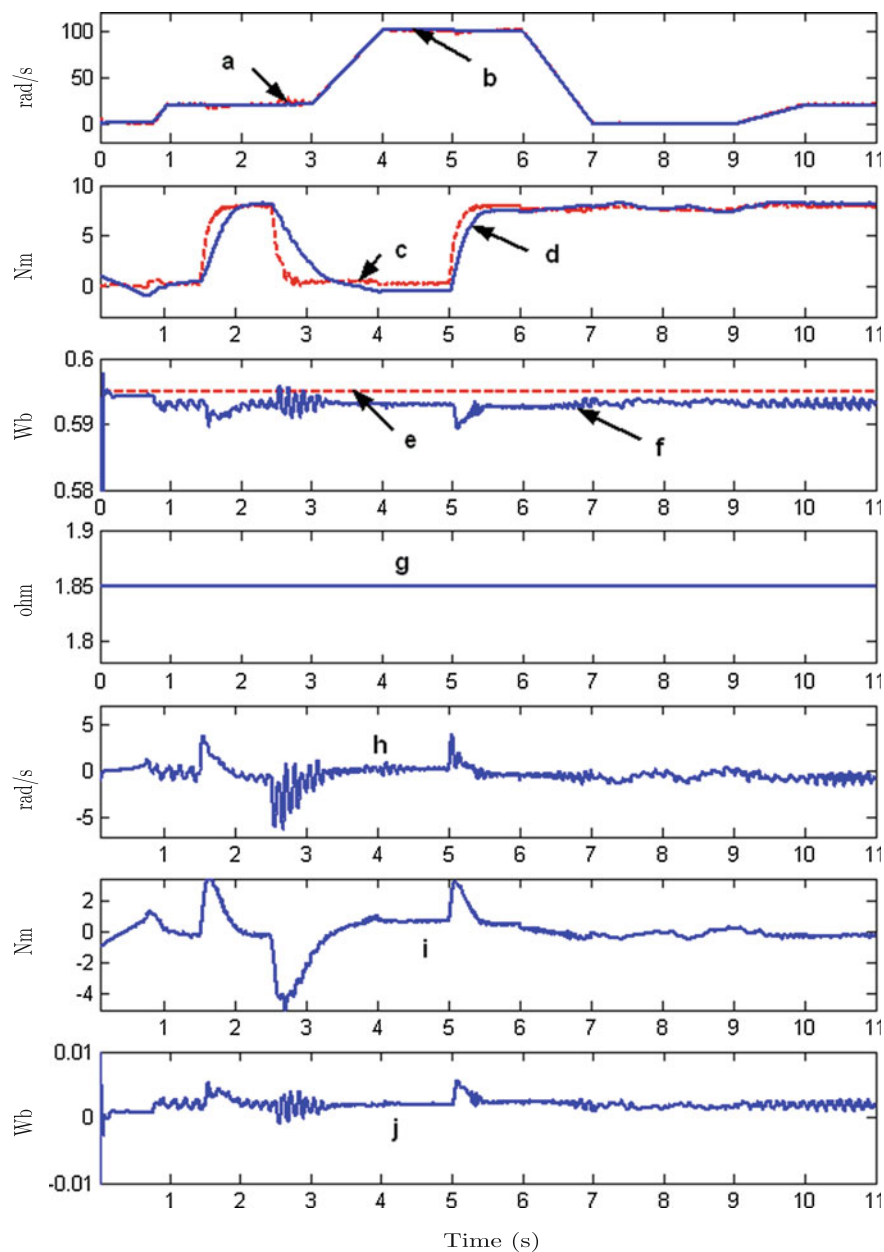 100
50
0
rad/s
a
b
0 1 2 3 4 5 6 7 8 9 10 11
10
5
0
Nm
c
d
0 1 2 3 4 5 6 7 8 9 10 11
0.6
0.59
0.58
Wb
e
f
0 1 2 3 4 5 6 7 8 9 10 11
1.9
1.85
1.8
ohm
g
0 1 2 3 4 5 6 7 8 9 10 11
5
0
-5
rad/s
h
1 2 3 4 5 6 7 8 9 10 11
2
0
-2
-4
Nm
i
1 2 3 4 5 6 7 8 9 10 11
0.01
0
-0.01
Wb
j
1 2 3 4 5 6 7 8 9 10 11
Time (s)